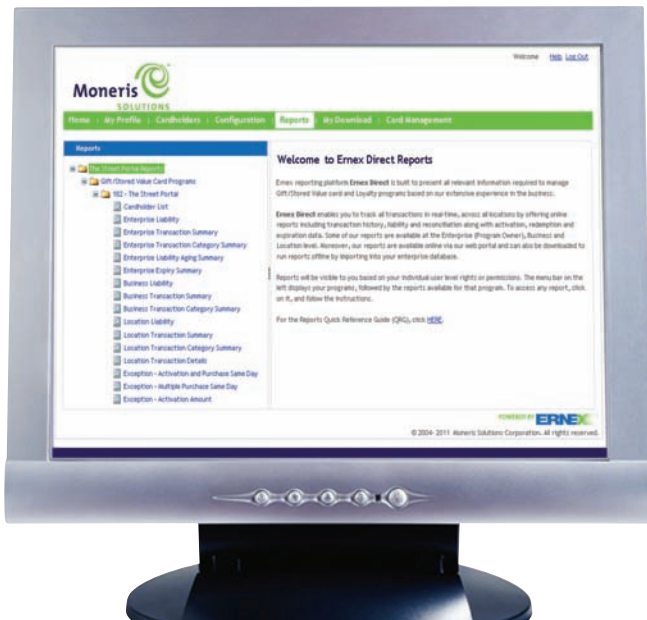 Welcome Help Log Out
Moneris
SOLUTIONS
Home | My Profile | Cardholders | Configuration | Reports | My Download | Card Management
Reports
The Street Portal Reports
Gift/Stored Value Card Programs
102 - The Street Portal
Cardholder List
Enterprise Liability
Enterprise Transaction Summary
Enterprise Transaction Category Summary
Enterprise Liability Aging Summary
Enterprise Expiry Summary
Business Liability
Business Transaction Summary
Business Transaction Category Summary
Location Liability
Location Transaction Summary
Location Transaction Category Summary
Location Transaction Details
Exception - Activation and Purchase Same Day
Exception - Multiple Purchase Same Day
Exception - Activation Amount
Welcome to Ernex Direct Reports
Ernex reporting platform Ernex Direct is built to present all relevant information required to manage
Gift/Stored Value card and Loyalty programs based on our extensive experience in the business.
Ernex Direct enables you to track all transactions in real-time, across all locations by offering online
reports including transaction history, liability and reconciliation along with activation, redemption and
expiration data. Some of our reports are available at the Enterprise (Program Owner), Business and
Location level. Moreover, our reports are available online via our web portal and can also be downloaded to
run reports offline by importing into your enterprise database.
Reports will be visible to you based on your individual user level rights or permissions. The menu bar on the
left displays your programs, followed by the reports available for that program. To access any report, click
on it, and follow the instructions.
For the Reports Quick Reference Guide (QRG), click HERE.
POWERED BY ERNEX
© 2004- 2011 Moneris Solutions Corporation. All rights reserved.